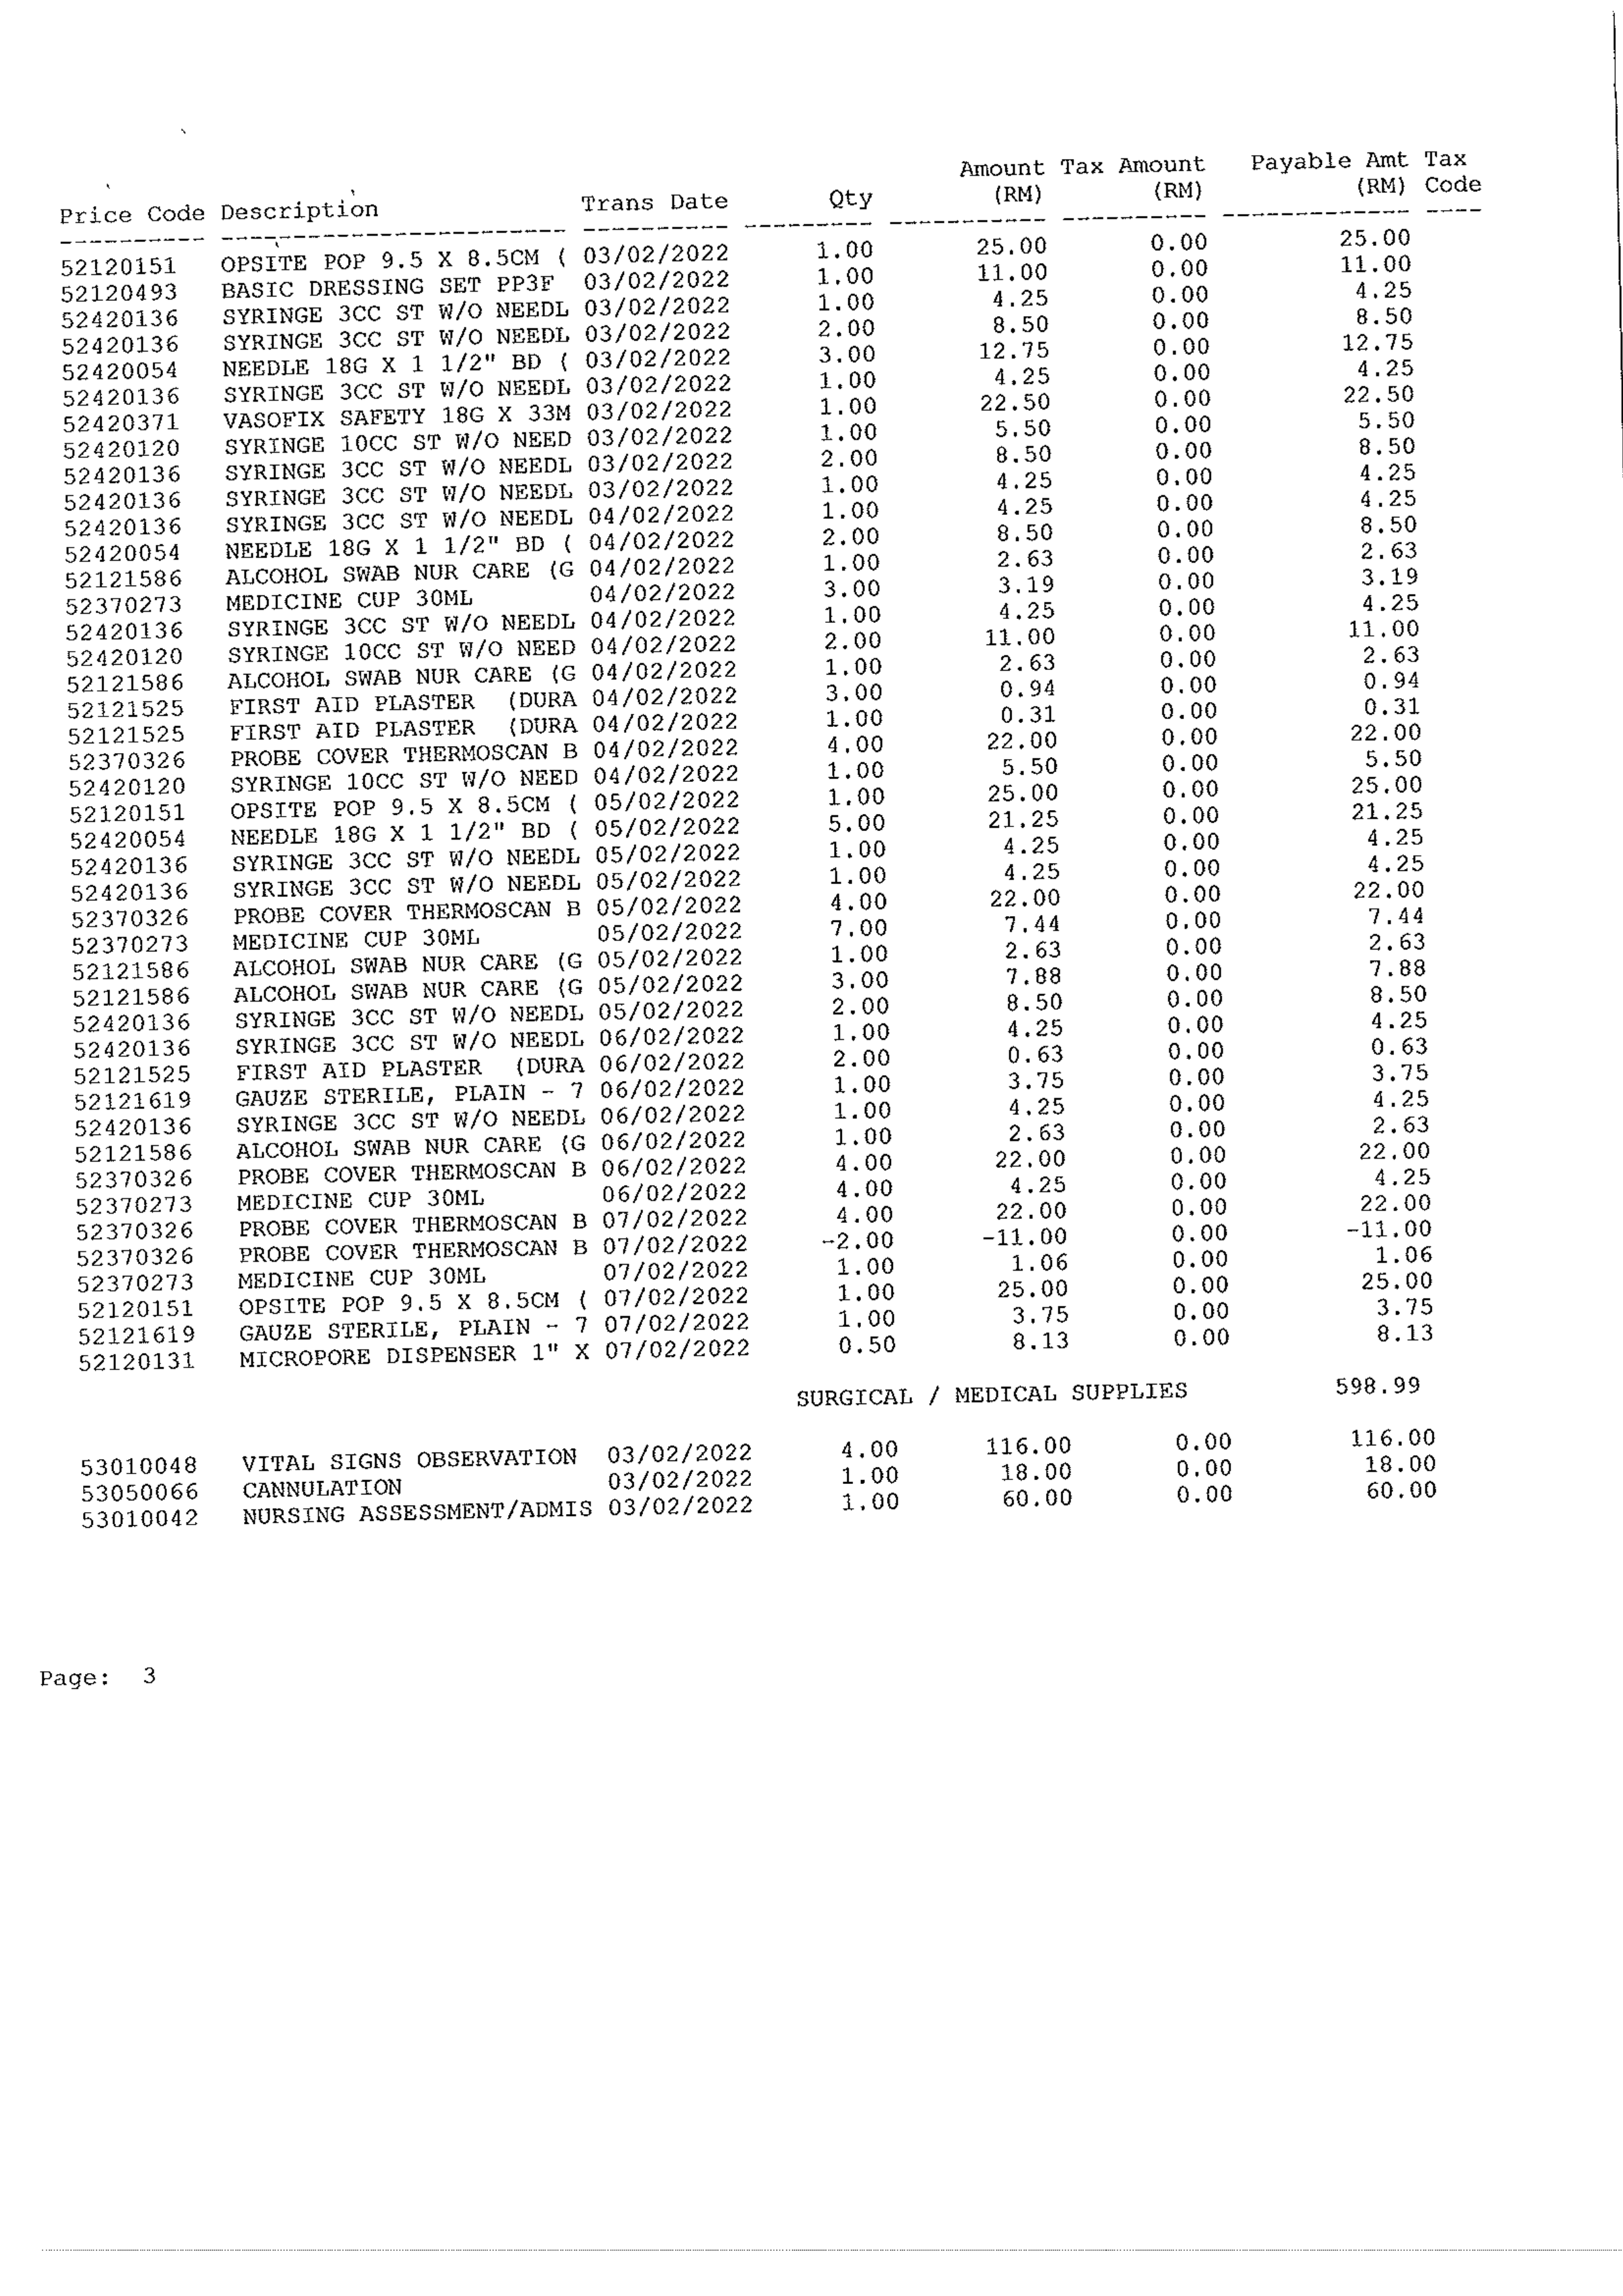 Amount Tax Amount Payable Amt Tax
Price Code Description Trans Date Qty (RM) (RM) (RM) Code
---------- ----------------------- ---------- --------- ----------- ---------- ------------- ----
52120151 OPSITE POP 9.5 X 8.5CM ( 03/02/2022 1.00 25.00 0.00 25.00
52120493 BASIC DRESSING SET PP3F 03/02/2022 1.00 11.00 0.00 11.00
52420136 SYRINGE 3CC ST W/O NEEDL 03/02/2022 1.00 4.25 0.00 4.25
52420136 SYRINGE 3CC ST W/O NEEDL 03/02/2022 2.00 8.50 0.00 8.50
52420054 NEEDLE 18G X 1 1/2" BD ( 03/02/2022 3.00 12.75 0.00 12.75
52420136 SYRINGE 3CC ST W/O NEEDL 03/02/2022 1.00 4.25 0.00 4.25
52420371 VASOFIX SAFETY 18G X 33M 03/02/2022 1.00 22.50 0.00 22.50
52420120 SYRINGE 10CC ST W/O NEED 03/02/2022 1.00 5.50 0.00 5.50
52420136 SYRINGE 3CC ST W/O NEEDL 03/02/2022 2.00 8.50 0.00 8.50
52420136 SYRINGE 3CC ST W/O NEEDL 03/02/2022 1.00 4.25 0.00 4.25
52420136 SYRINGE 3CC ST W/O NEEDL 04/02/2022 1.00 4.25 0.00 4.25
52420054 NEEDLE 18G X 1 1/2" BD ( 04/02/2022 2.00 8.50 0.00 8.50
52121586 ALCOHOL SWAB NUR CARE (G 04/02/2022 1.00 2.63 0.00 2.63
52370273 MEDICINE CUP 30ML 04/02/2022 3.00 3.19 0.00 3.19
52420136 SYRINGE 3CC ST W/O NEEDL 04/02/2022 1.00 4.25 0.00 4.25
52420120 SYRINGE 10CC ST W/O NEED 04/02/2022 2.00 11.00 0.00 11.00
52121586 ALCOHOL SWAB NUR CARE (G 04/02/2022 1.00 2.63 0.00 2.63
52121525 FIRST AID PLASTER (DURA 04/02/2022 3.00 0.94 0.00 0.94
52121525 FIRST AID PLASTER (DURA 04/02/2022 1.00 0.31 0.00 0.31
52370326 PROBE COVER THERMOSCAN B 04/02/2022 4.00 22.00 0.00 22.00
52420120 SYRINGE 10CC ST W/O NEED 04/02/2022 1.00 5.50 0.00 5.50
52120151 OPSITE POP 9.5 X 8.5CM ( 05/02/2022 1.00 25.00 0.00 25.00
52420054 NEEDLE 18G X 1 1/2" BD ( 05/02/2022 5.00 21.25 0.00 21.25
52420136 SYRINGE 3CC ST W/O NEEDL 05/02/2022 1.00 4.25 0.00 4.25
52420136 SYRINGE 3CC ST W/O NEEDL 05/02/2022 1.00 4.25 0.00 4.25
52370326 PROBE COVER THERMOSCAN B 05/02/2022 4.00 22.00 0.00 22.00
52370273 MEDICINE CUP 30ML 05/02/2022 7.00 7.44 0.00 7.44
52121586 ALCOHOL SWAB NUR CARE (G 05/02/2022 1.00 2.63 0.00 2.63
52121586 ALCOHOL SWAB NUR CARE (G 05/02/2022 3.00 7.88 0.00 7.88
52420136 SYRINGE 3CC ST W/O NEEDL 05/02/2022 2.00 8.50 0.00 8.50
52420136 SYRINGE 3CC ST W/O NEEDL 06/02/2022 1.00 4.25 0.00 4.25
52121525 FIRST AID PLASTER (DURA 06/02/2022 2.00 0.63 0.00 0.63
52121619 GAUZE STERILE, PLAIN - 7 06/02/2022 1.00 3.75 0.00 3.75
52420136 SYRINGE 3CC ST W/O NEEDL 06/02/2022 1.00 4.25 0.00 4.25
52121586 ALCOHOL SWAB NUR CARE (G 06/02/2022 1.00 2.63 0.00 2.63
52370326 PROBE COVER THERMOSCAN B 06/02/2022 4.00 22.00 0.00 22.00
52370273 MEDICINE CUP 30ML 06/02/2022 4.00 4.25 0.00 4.25
52370326 PROBE COVER THERMOSCAN B 07/02/2022 4.00 22.00 0.00 22.00
52370326 PROBE COVER THERMOSCAN B 07/02/2022 -2.00 -11.00 0.00 -11.00
52370273 MEDICINE CUP 30ML 07/02/2022 1.00 1.06 0.00 1.06
52120151 OPSITE POP 9.5 X 8.5CM ( 07/02/2022 1.00 25.00 0.00 25.00
52121619 GAUZE STERILE, PLAIN - 7 07/02/2022 1.00 3.75 0.00 3.75
52120131 MICROPORE DISPENSER 1" X 07/02/2022 0.50 8.13 0.00 8.13
SURGICAL / MEDICAL SUPPLIES 598.99
53010048 VITAL SIGNS OBSERVATION 03/02/2022 4.00 116.00 0.00 116.00
53050066 CANNULATION 03/02/2022 1.00 18.00 0.00 18.00
53010042 NURSING ASSESSMENT/ADMIS 03/02/2022 1.00 60.00 0.00 60.00
Page: 3